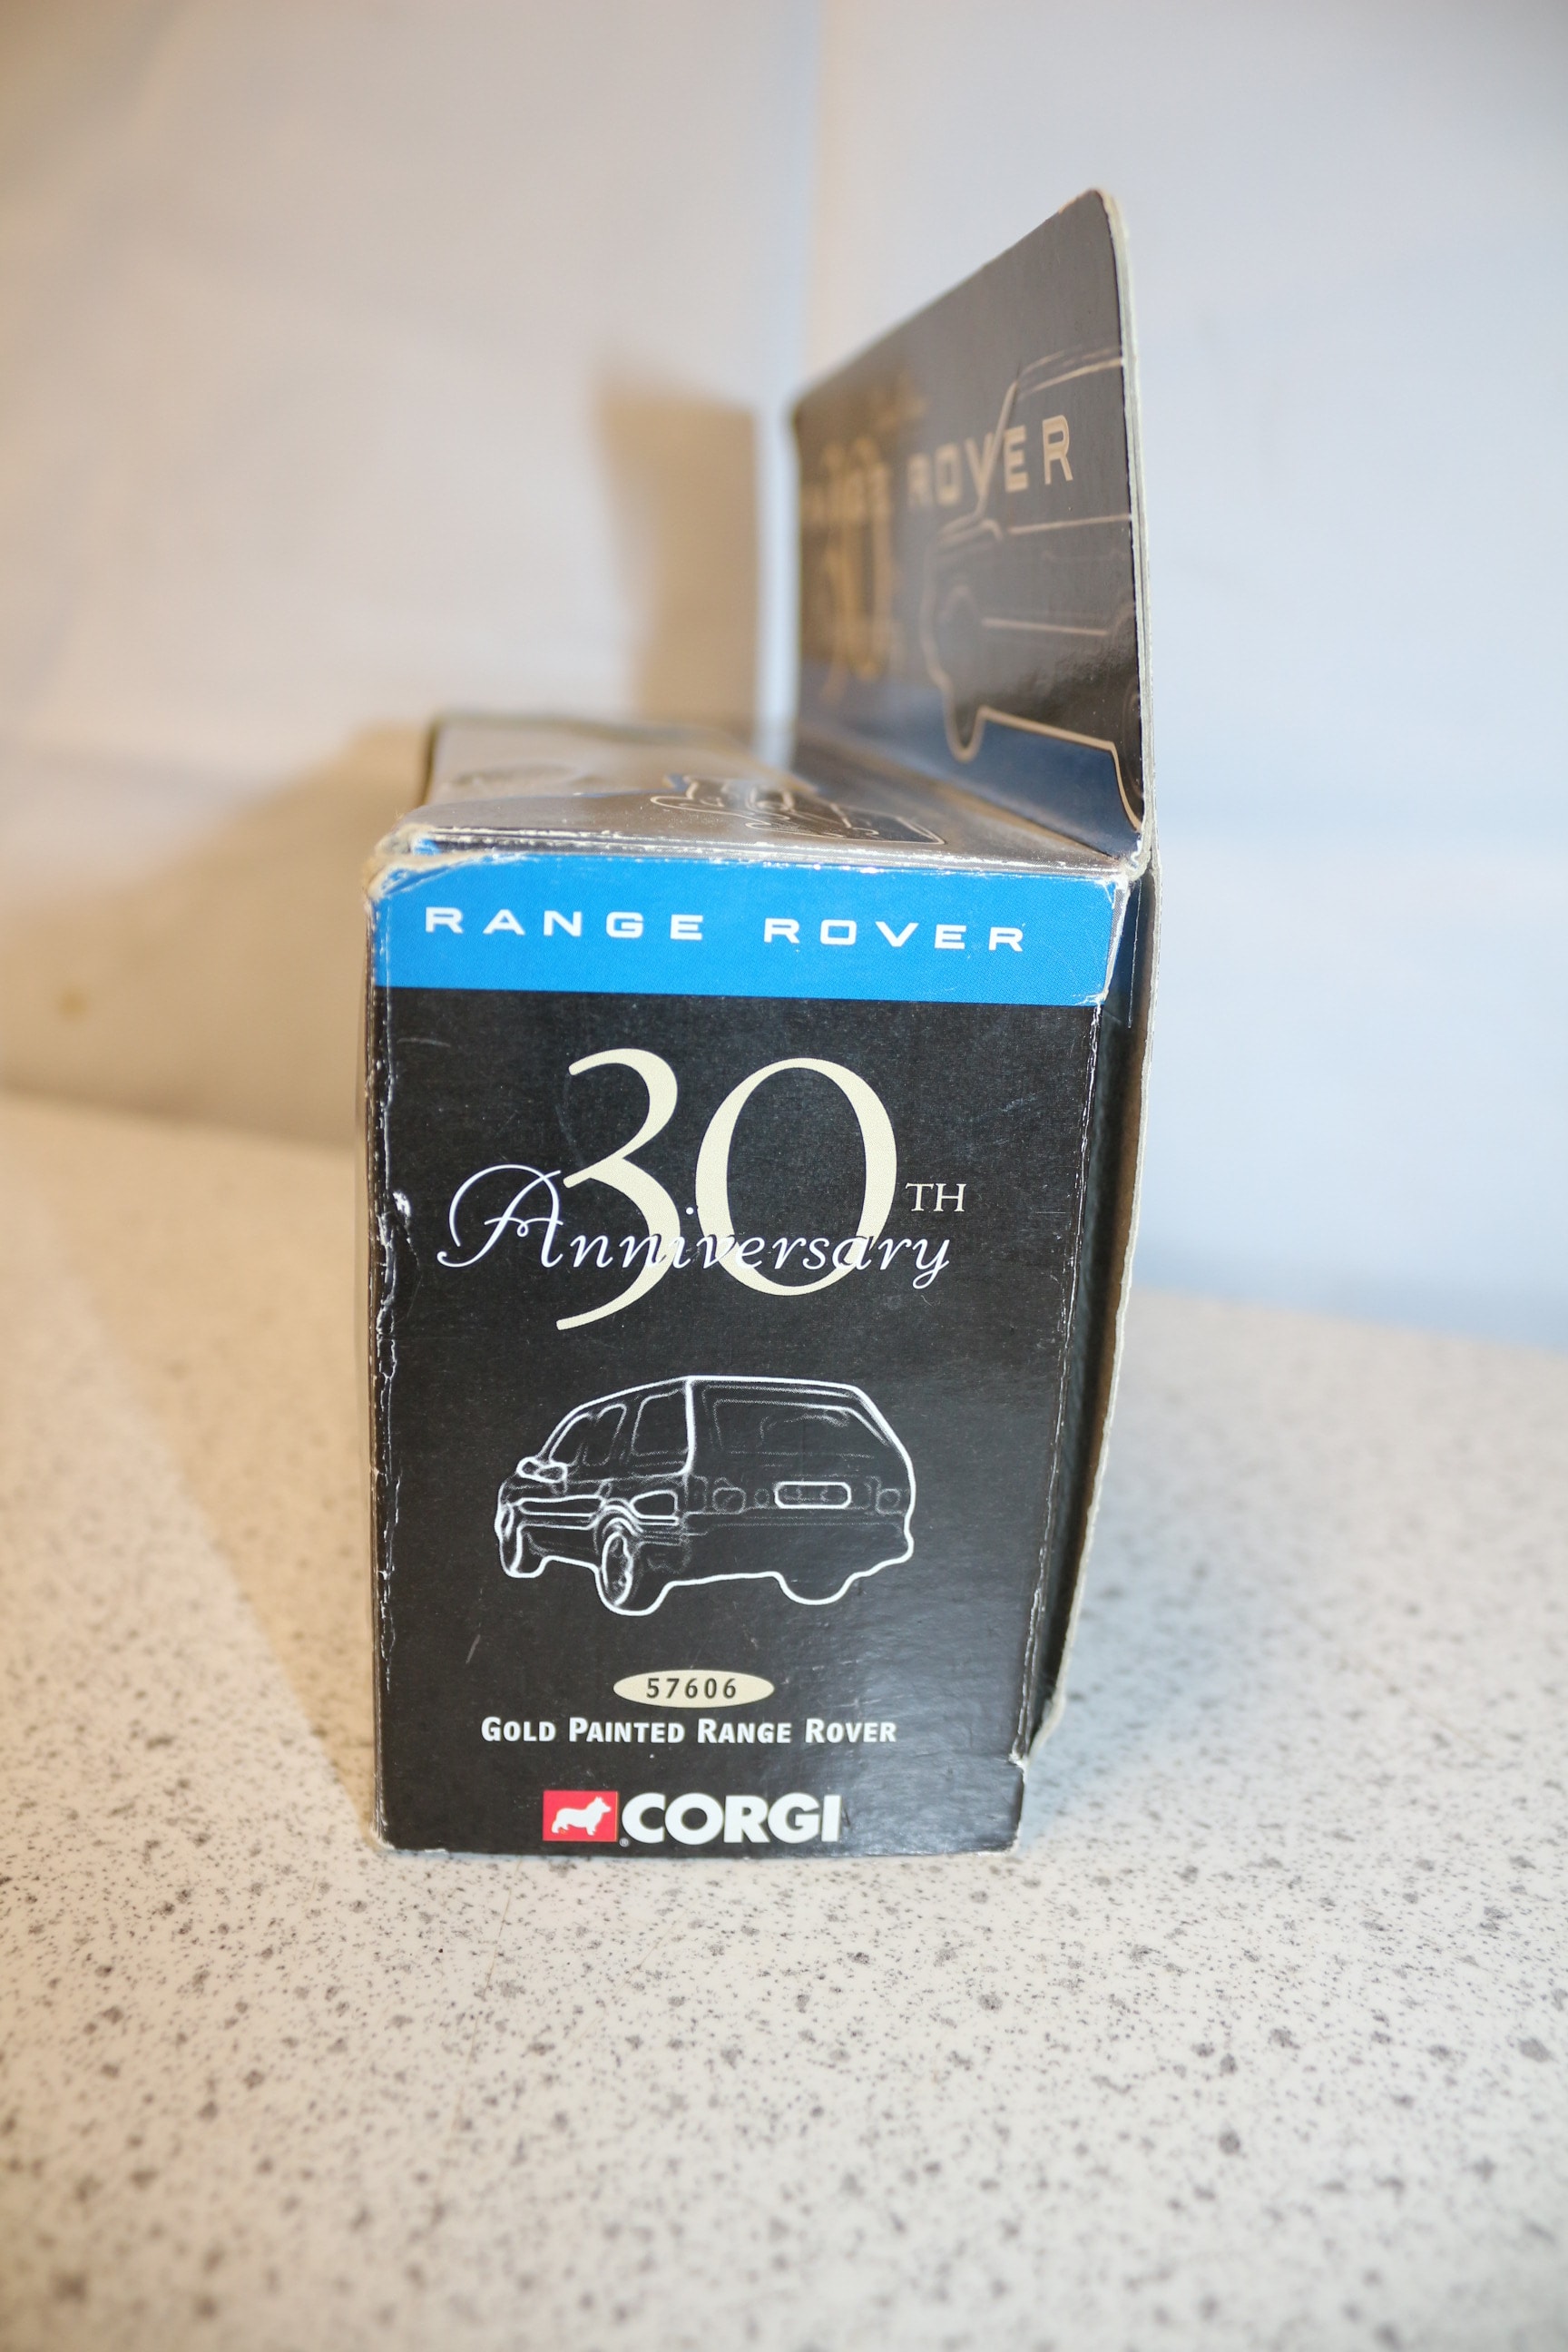 ROVER
RANGE ROVER
30TH
Anniversary
57606
GOLD PAINTED RANGE ROVER
CORGI